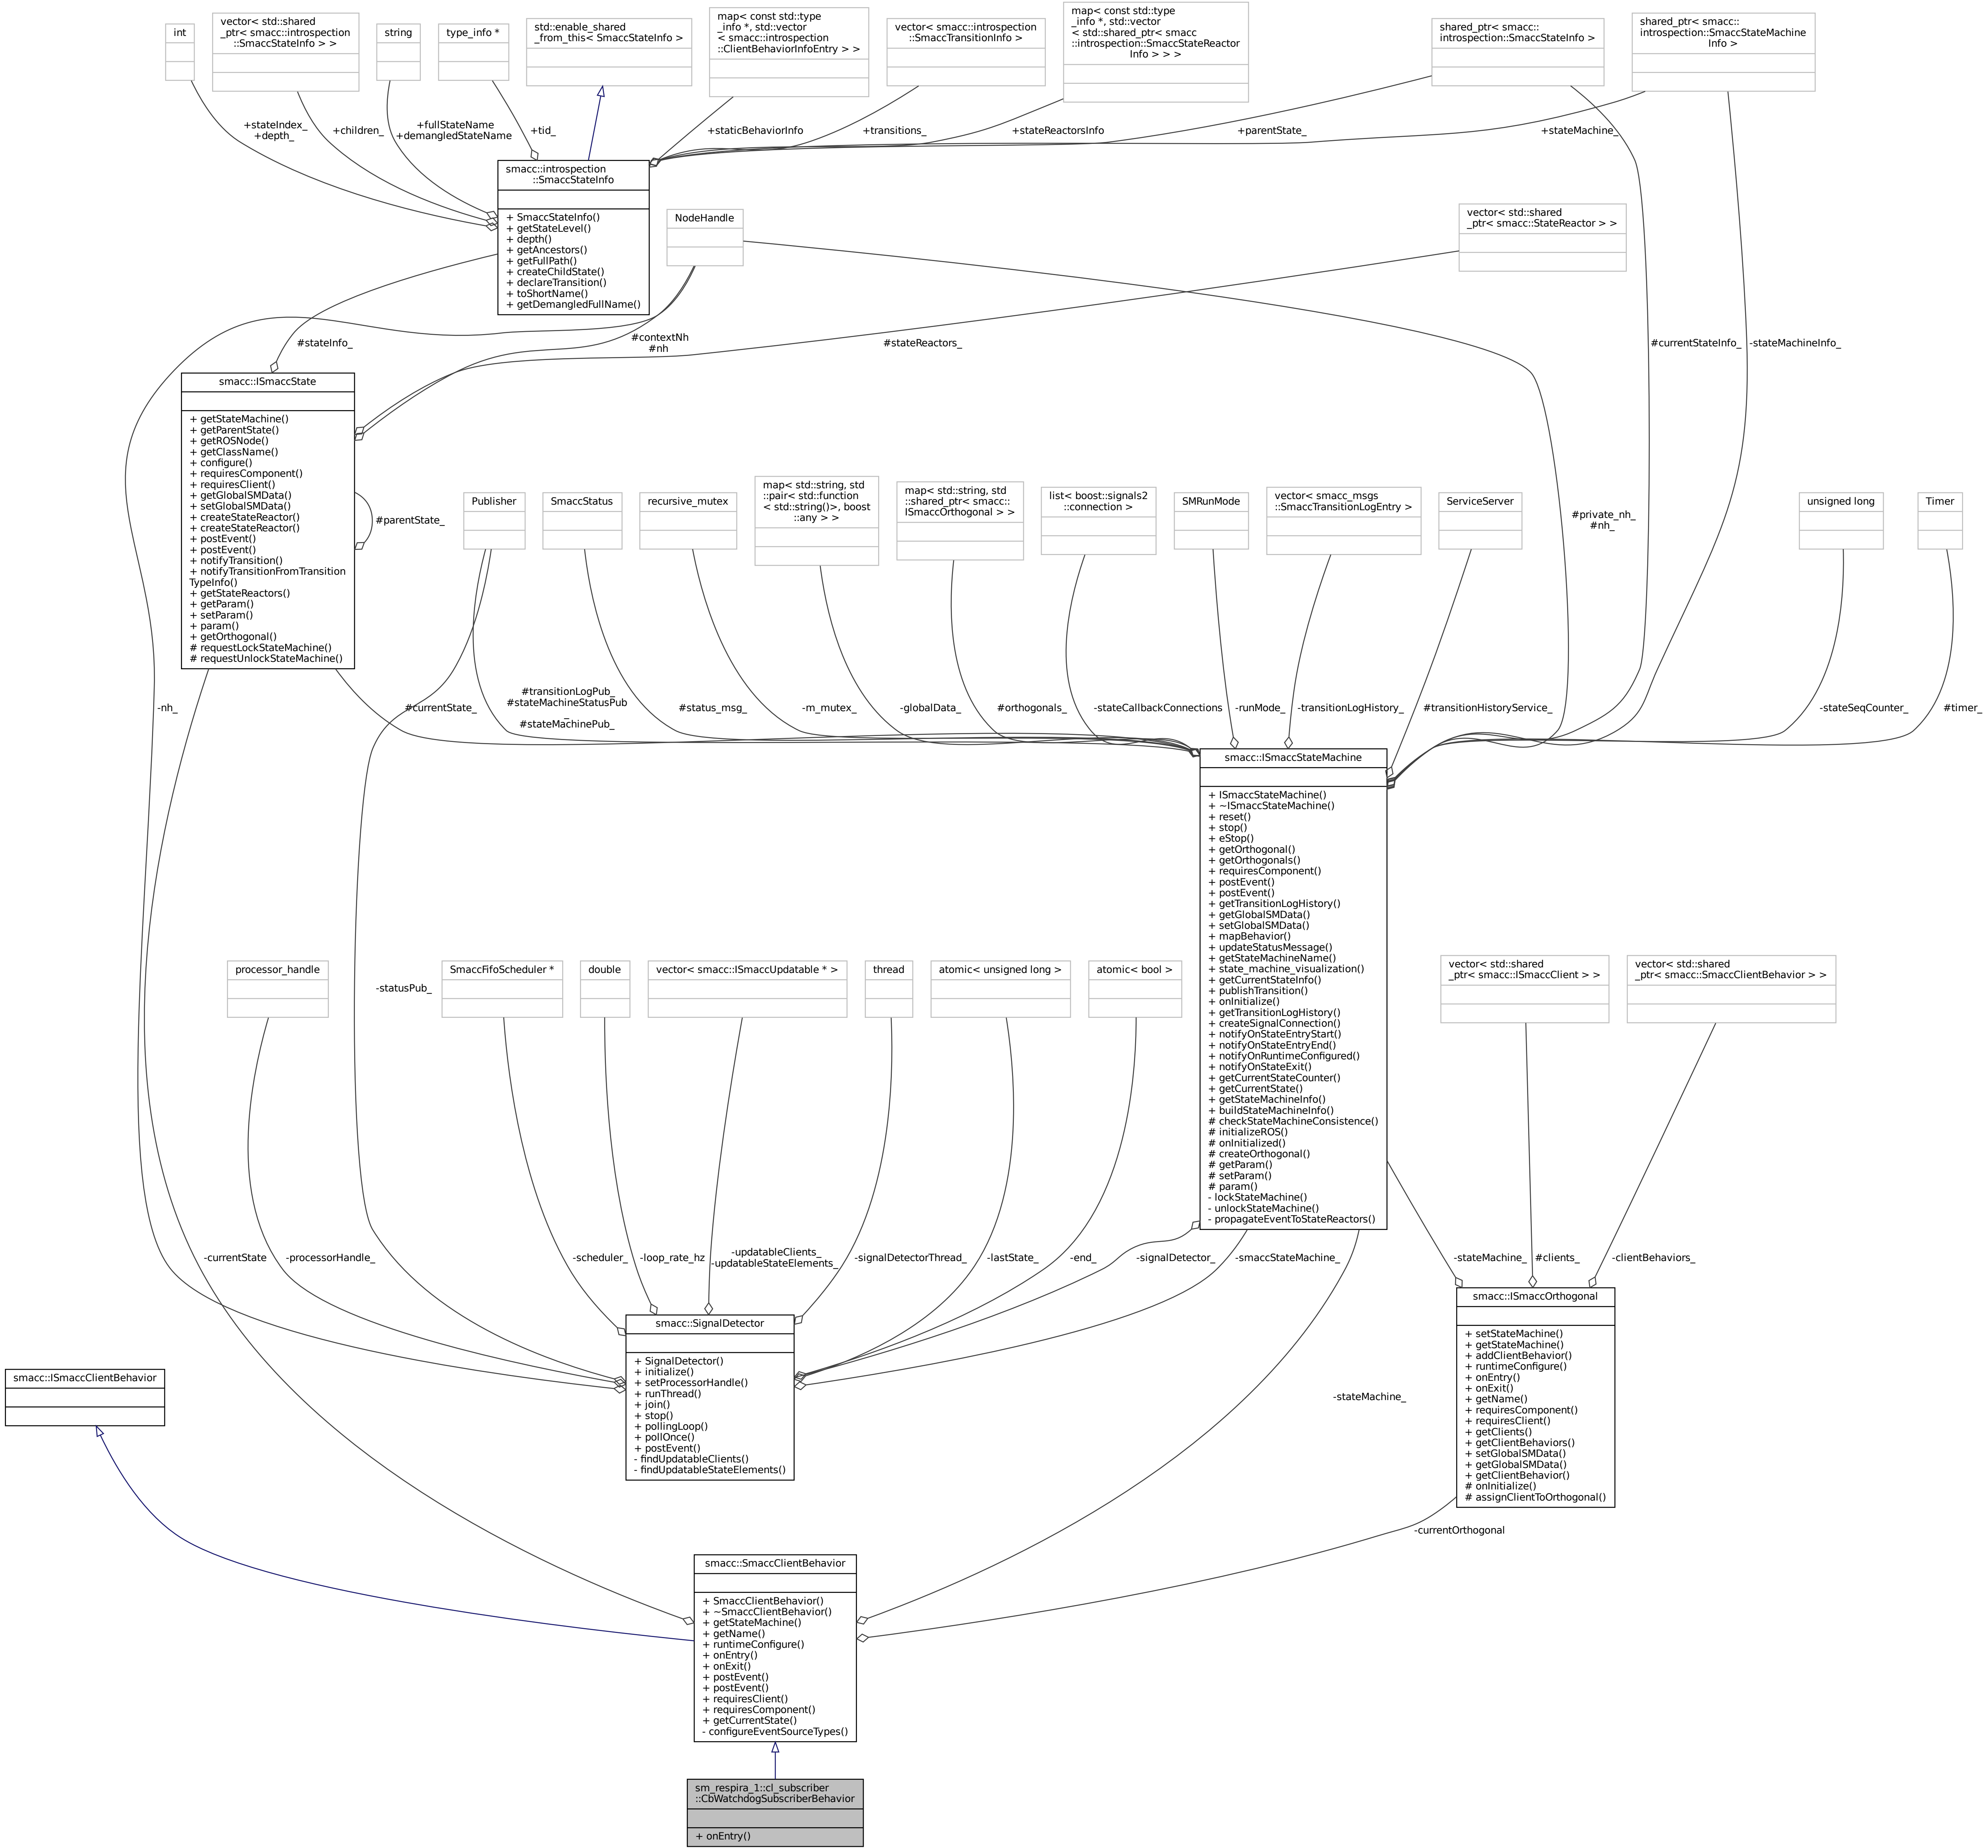 int
vector< std::shared
_ptr< smacc::introspection
::SmaccStateInfo > >
string
type_info *
std::enable_shared
_from_this< SmaccStateInfo >
map< const std::type
_info *, std::vector
< smacc::introspection
::ClientBehaviorInfoEntry > >
vector< smacc::introspection
::SmaccTransitionInfo >
map< const std::type
_info *, std::vector
< std::shared_ptr< smacc
::introspection::SmaccStateReactor
Info > > >
shared_ptr< smacc::
introspection::SmaccStateInfo >
shared_ptr< smacc::
introspection::SmaccStateMachine
Info >
+stateIndex_
+depth_
+children_
+fullStateName
+demangledStateName
+tid_
+staticBehaviorInfo
+transitions_
+stateReactorsInfo
+parentState_
+stateMachine_
smacc::introspection
::SmaccStateInfo
+ SmaccStateInfo()
+ getStateLevel()
+ depth()
+ getAncestors()
+ getFullPath()
+ createChildState()
+ declareTransition()
+ toShortName()
+ getDemangledFullName()
NodeHandle
vector< std::shared
_ptr< smacc::StateReactor > >
#stateInfo_
#contextNh
#nh
#stateReactors_
#currentStateInfo_
-stateMachineInfo_
smacc::ISmaccState
+ getStateMachine()
+ getParentState()
+ getROSNode()
+ getClassName()
+ configure()
+ requiresComponent()
+ requiresClient()
+ getGlobalSMData()
+ setGlobalSMData()
+ createStateReactor()
+ createStateReactor()
+ postEvent()
+ postEvent()
+ notifyTransition()
+ notifyTransitionFromTransition
TypeInfo()
+ getStateReactors()
+ getParam()
+ setParam()
+ param()
+ getOrthogonal()
# requestLockStateMachine()
# requestUnlockStateMachine()
#parentState_
Publisher
SmaccStatus
recursive_mutex
map< std::string, std
::pair< std::function
< std::string()>, boost
::any > >
map< std::string, std
::shared_ptr< smacc::
ISmaccOrthogonal > >
list< boost::signals2
::connection >
SMRunMode
vector< smacc_msgs
::SmaccTransitionLogEntry >
ServiceServer
#private_nh_
#nh_
unsigned long
Timer
-nh_
#currentState_
#transitionLogPub_
#stateMachineStatusPub
_
#stateMachinePub_
#status_msg_
-m_mutex_
-globalData_
#orthogonals_
-stateCallbackConnections
-runMode_
-transitionLogHistory_
#transitionHistoryService_
-stateSeqCounter_
#timer_
smacc::ISmaccStateMachine
+ ISmaccStateMachine()
+ ~ISmaccStateMachine()
+ reset()
+ stop()
+ eStop()
+ getOrthogonal()
+ getOrthogonals()
+ requiresComponent()
+ postEvent()
+ postEvent()
+ getTransitionLogHistory()
+ getGlobalSMData()
+ setGlobalSMData()
+ mapBehavior()
+ updateStatusMessage()
+ getStateMachineName()
+ state_machine_visualization()
+ getCurrentStateInfo()
+ publishTransition()
+ onInitialize()
+ getTransitionLogHistory()
+ createSignalConnection()
+ notifyOnStateEntryStart()
+ notifyOnStateEntryEnd()
+ notifyOnRuntimeConfigured()
+ notifyOnStateExit()
+ getCurrentStateCounter()
+ getCurrentState()
+ getStateMachineInfo()
+ buildStateMachineInfo()
# checkStateMachineConsistence()
# initializeROS()
# onInitialized()
# createOrthogonal()
# getParam()
# setParam()
# param()
- lockStateMachine()
- unlockStateMachine()
- propagateEventToStateReactors()
processor_handle
-statusPub_
SmaccFifoScheduler *
double
vector< smacc::ISmaccUpdatable * >
thread
atomic< unsigned long >
atomic< bool >
vector< std::shared
_ptr< smacc::ISmaccClient > >
vector< std::shared
_ptr< smacc::SmaccClientBehavior > >
-currentState
-processorHandle_
-scheduler_
-loop_rate_hz
-updatableClients_
-updatableStateElements_
-signalDetectorThread_
-lastState_
-end_
-signalDetector_
-smaccStateMachine_
-stateMachine_
#clients_
-clientBehaviors_
smacc::SignalDetector
+ SignalDetector()
+ initialize()
+ setProcessorHandle()
+ runThread()
+ join()
+ stop()
+ pollingLoop()
+ pollOnce()
+ postEvent()
- findUpdatableClients()
- findUpdatableStateElements()
smacc::ISmaccOrthogonal
+ setStateMachine()
+ getStateMachine()
+ addClientBehavior()
+ runtimeConfigure()
+ onEntry()
+ onExit()
+ getName()
+ requiresComponent()
+ requiresClient()
+ getClients()
+ getClientBehaviors()
+ setGlobalSMData()
+ getGlobalSMData()
+ getClientBehavior()
# onInitialize()
# assignClientToOrthogonal()
smacc::ISmaccClientBehavior
-stateMachine_
-currentOrthogonal
smacc::SmaccClientBehavior
+ SmaccClientBehavior()
+ ~SmaccClientBehavior()
+ getStateMachine()
+ getName()
+ runtimeConfigure()
+ onEntry()
+ onExit()
+ postEvent()
+ postEvent()
+ requiresClient()
+ requiresComponent()
+ getCurrentState()
- configureEventSourceTypes()
sm_respira_1::cl_subscriber
::CbWatchdogSubscriberBehavior
+ onEntry()